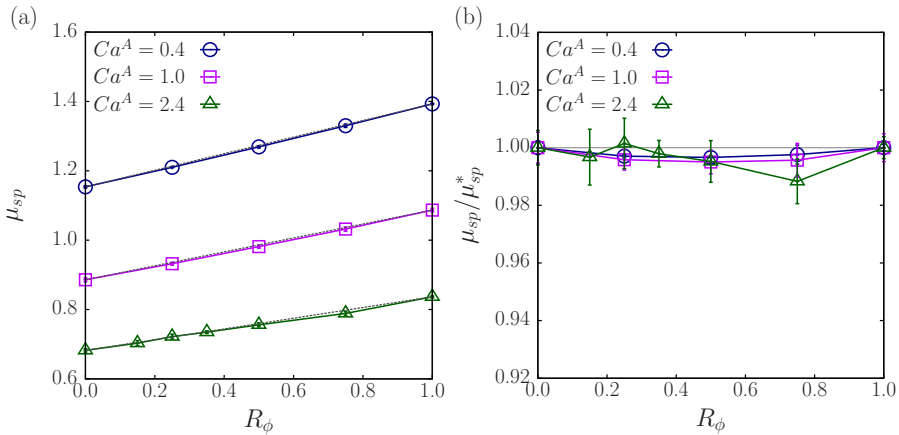 (a)
1.6
1.4
1.2
1.0
0.8
0.6
μ_sp
Ca^A = 0.4
Ca^A = 1.0
Ca^A = 2.4
0.0 0.2 0.4 0.6 0.8 1.0
R_ϕ
(b)
1.04
1.02
1.00
0.98
0.96
0.94
0.92
μ_sp/μ*_sp
Ca^A = 0.4
Ca^A = 1.0
Ca^A = 2.4
0.0 0.2 0.4 0.6 0.8 1.0
R_ϕ